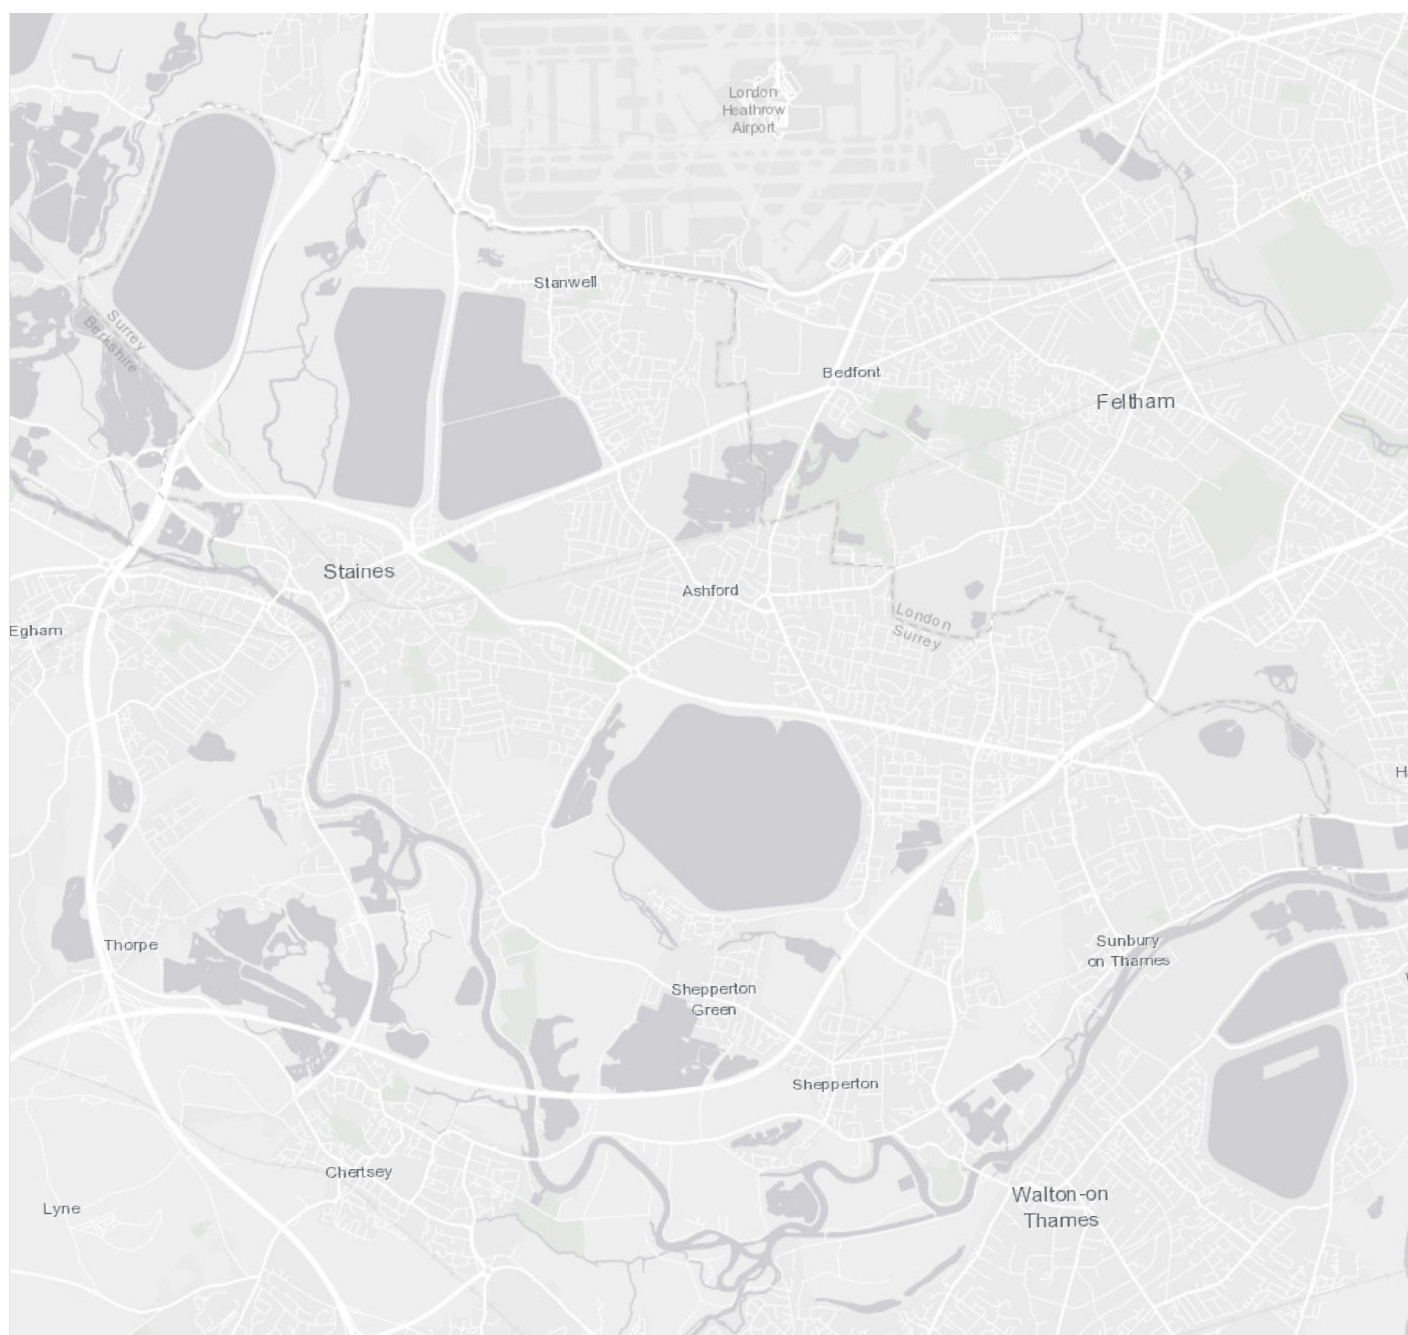 London
Heathrow
Airport
Stanwell
Surrey
Berkshire
Bedfont
Feltham
Staines
Ashford
London
Surrey
Egham
Thorpe
Sunbury
on Thames
Shepperton
Green
Shepperton
Chertsey
Walton-on
Thames
Lyne